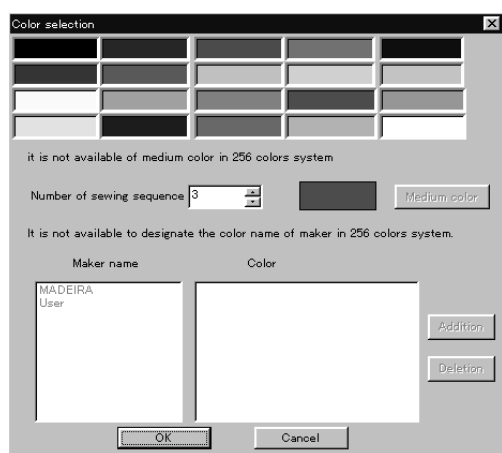 Color selection
it is not available of medium color in 256 colors system
Number of sewing sequence 3
Medium color
It is not available to designate the color name of maker in 256 colors system.
Maker name Color
MADEIRA
User
Addition
Deletion
OK Cancel